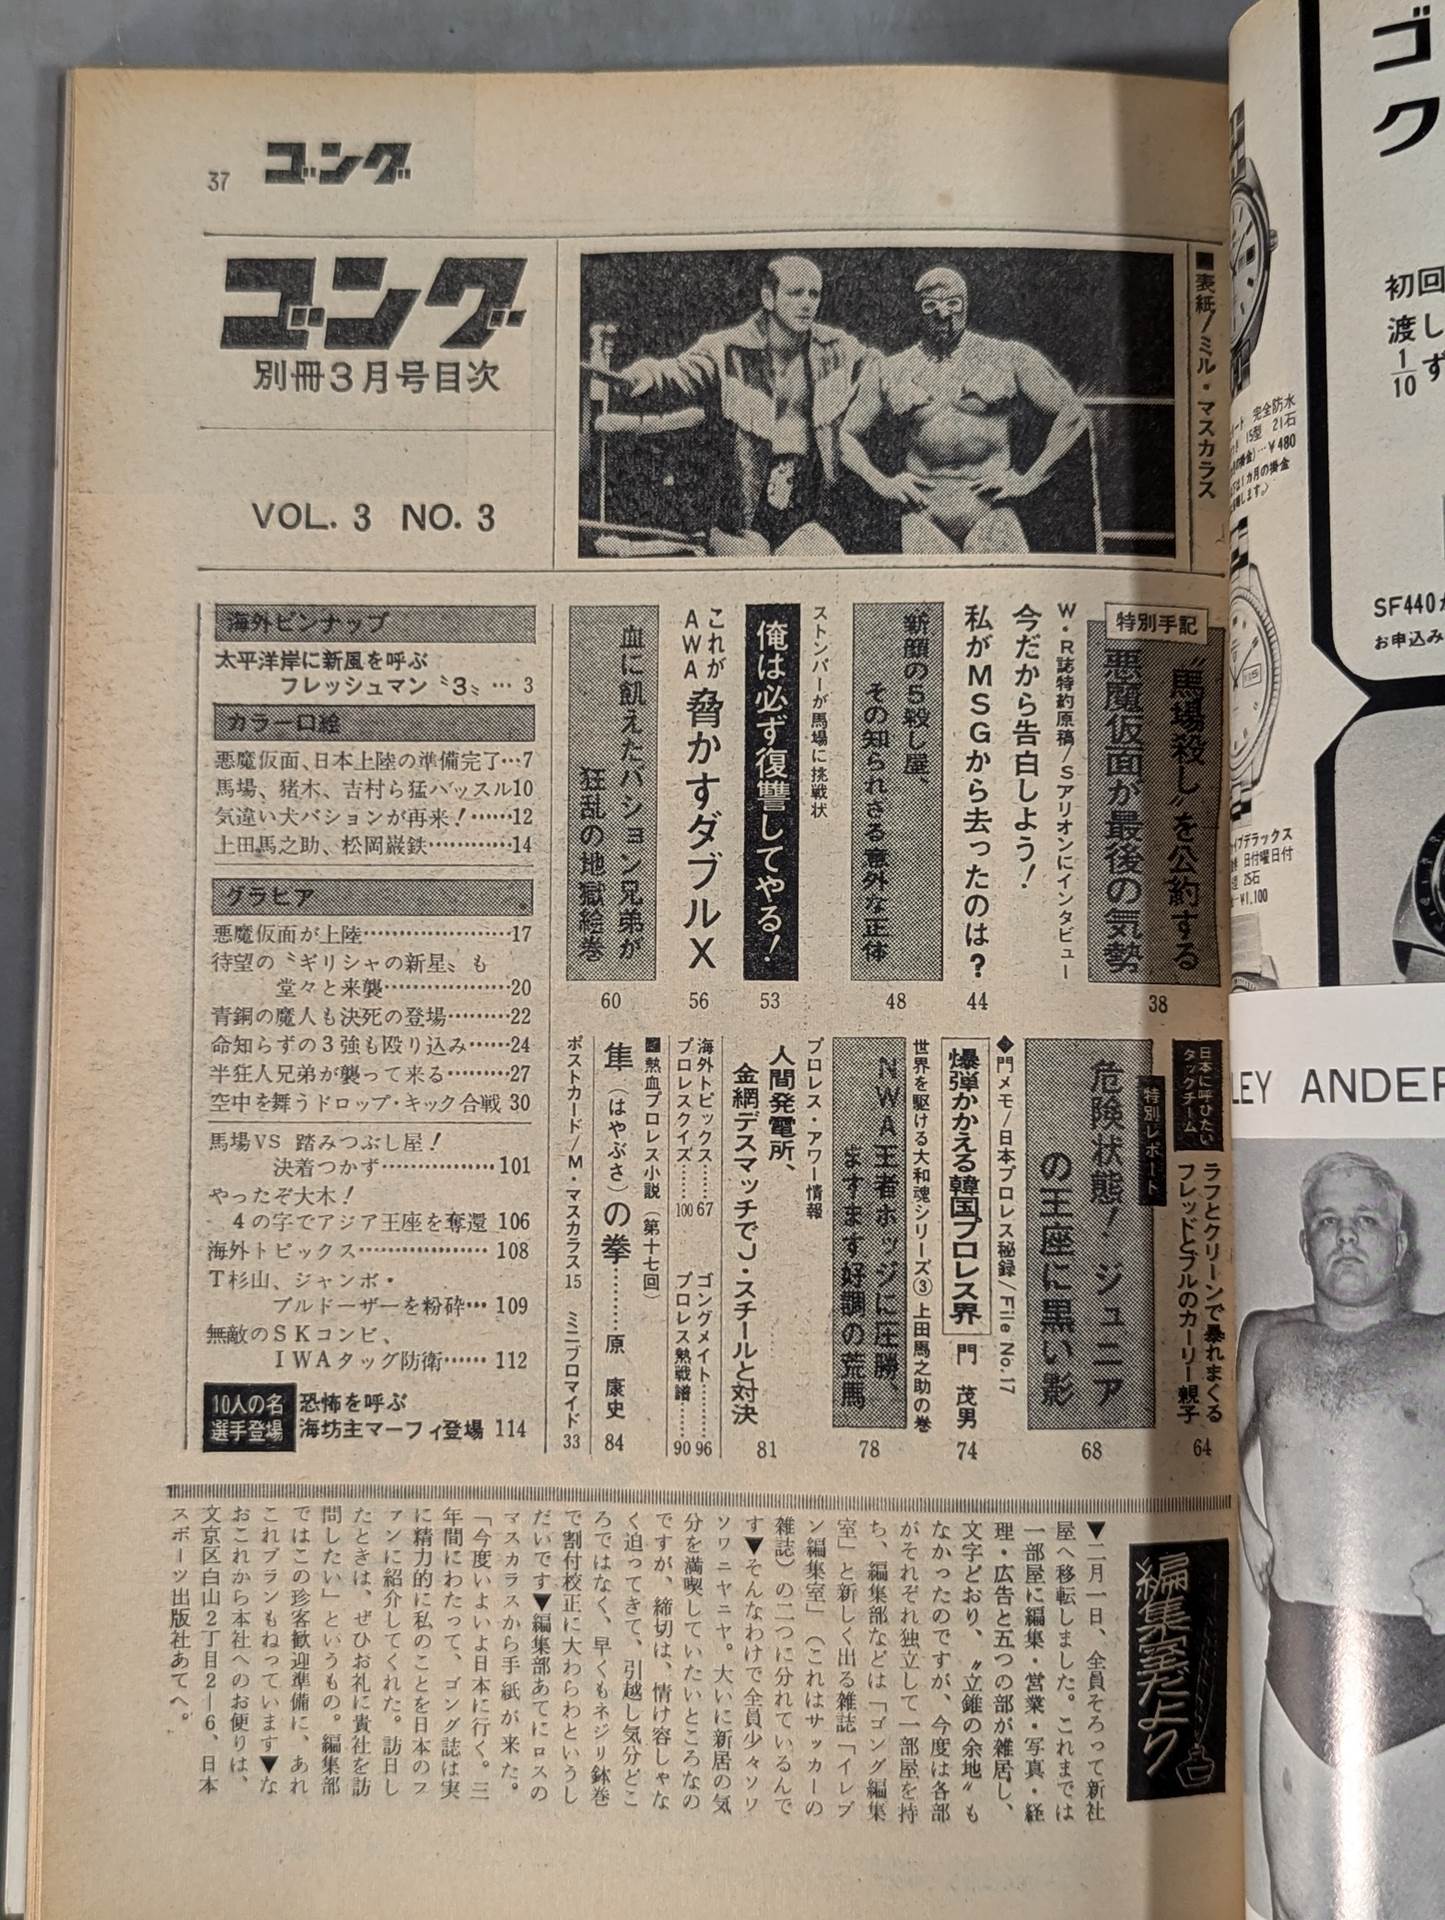 37
ゴング
ゴング
別冊3月号目次
VOL. 3 NO. 3
■表紙/ミル・マスカラス
特別手記
〝馬場殺し〟を公約する
悪魔仮面が最後の気勢
38
W・R誌特約原稿/Sアリオンにインタビュー
今だから告白しよう!
私がMSGから去ったのは?
44
新顔の5殺し屋、
その知られざる意外な正体
48
ストンパーが馬場に挑戦状
俺は必ず復讐してやる!
53
これが
AWA
脅かすダブルX
56
血に飢えたバション兄弟が
狂乱の地獄絵巻
60
日本に呼びたい
タッグチーム
ラフとクリーンで暴れまくる
フレッドとブルのカーリー親子
64
特別レポート
危険状態!ジュニア
の王座に黒い影
68
門メモ/日本プロレス秘録/File No.17
爆弾かかえる韓国プロレス界
門 茂男
74
世界を駆ける大和魂シリーズ③ 上田馬之助の巻
NWA王者ホッジに圧勝、
ますます好調の荒馬
78
プロレス・アワー情報
人間発電所、
金網デスマッチでJ・スチールと対決
81
海外トピックス……67
プロレスクイズ……100
ゴングメイト………96
プロレス熱戦譜……90
熱血プロレス小説(第十七回)
隼(はやぶさ)の拳………原 康史
84
ポストカード/M・マスカラス 15
ミニブロマイド 33
海外ピンナップ
太平洋岸に新風を呼ぶ
フレッシュマン〝3〟…3
カラー口絵
悪魔仮面、日本上陸の準備完了…7
馬場、猪木、吉村ら猛ハッスル10
気違い犬バションが再来!……12
上田馬之助、松岡巌鉄…………14
グラビア
悪魔仮面が上陸…………………17
待望の〝ギリシャの新星〟も
堂々と来襲………………20
青銅の魔人も決死の登場………22
命知らずの3強も殴り込み……24
半狂人兄弟が襲って来る………27
空中を舞うドロップ・キック合戦 30
馬場VS 踏みつぶし屋!
決着つかず………………101
やったぞ大木!
4の字でアジア王座を奪還 106
海外トピックス……………… 108
T杉山、ジャンボ・
ブルドーザーを粉砕… 109
無敵のSKコンビ、
IWAタッグ防衛…… 112
10人の名
選手登場
恐怖を呼ぶ
海坊主マーフィ登場 114
編集室だより
▼二月一日、全員そろって新社
屋へ移転しました。これまでは
一部屋に編集・営業・写真・経
理・広告と五つの部が雑居し、
文字どおり、〝立錐の余地〟も
なかったのですが、今度は各部
がそれぞれ独立して一部屋を持
ち、編集部などは「ゴング編集
室」と新しく出る雑誌「イレブ
ン編集室」(これはサッカーの
雑誌)の二つに分れているんで
す▼そんなわけで全員少々ソソ
ソワニヤニヤ。大いに新居の気
分を満喫していたいところなの
ですが、締切は、情け容しゃな
く迫ってきて、引越し気分どこ
ろではなく、早くもネジリ鉢巻
で割付校正に大わらわというし
だいです▼編集部あてにロスの
マスカラスから手紙が来た。
「今度いよいよ日本に行く。三
年間にわたって、ゴング誌は実
に精力的に私のことを日本のフ
ァンに紹介してくれた。訪日し
たときは、ぜひお礼に貴社を訪
問したい」というもの。編集部
ではこの珍客歓迎準備に、あれ
これプランもねっています▼な
おこれから本社へのお便りは、
文京区白山2丁目2-6、日本
スポーツ出版社あてへ。
ゴ
ク
初回
渡し
1/10 ず
完全防水
15型 21石
…¥480
SF440
お申込み
日付曜日付
25石
¥1,100
LEY ANDER